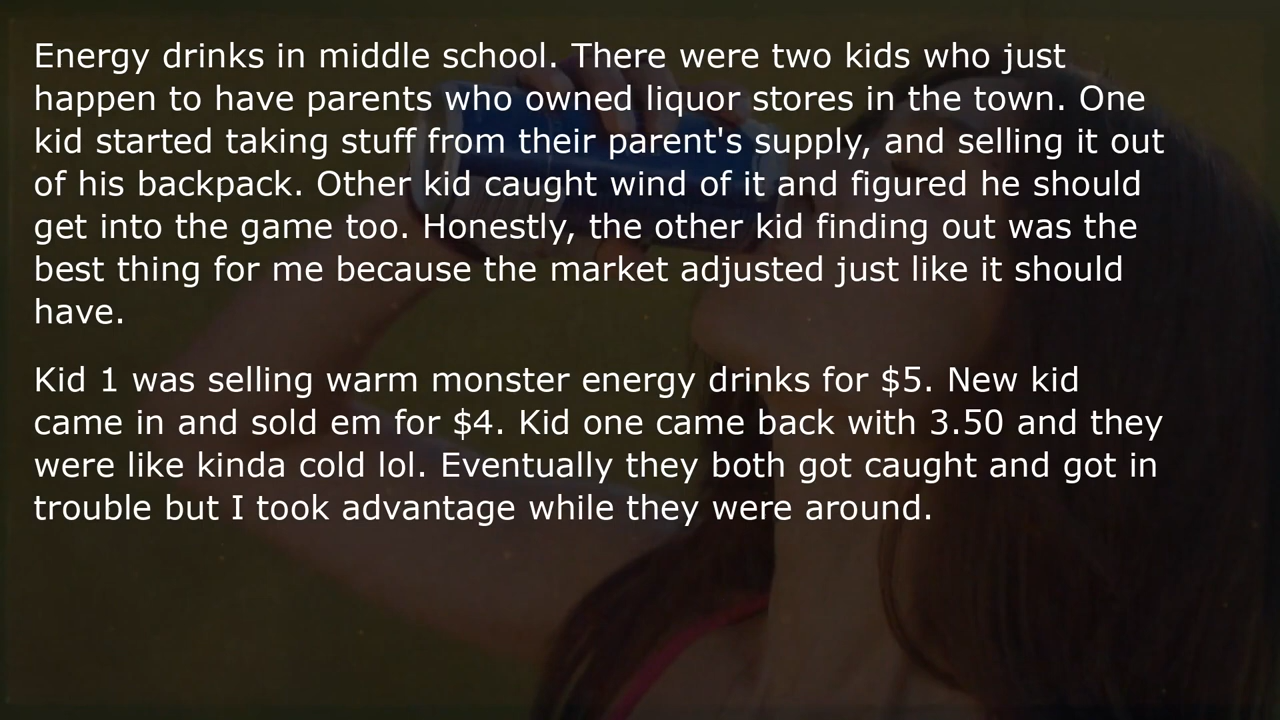 Energy drinks in middle school. There were two kids who just
happen to have parents who owned liquor stores in the town. One
kid started taking stuff from their parent's supply, and selling it out
of his backpack. Other kid caught wind of it and figured he should
get into the game too. Honestly, the other kid finding out was the
best thing for me because the market adjusted just like it should
have.
Kid 1 was selling warm monster energy drinks for $5. New kid
came in and sold em for $4. Kid one came back with 3.50 and they
were like kinda cold lol. Eventually they both got caught and got in
trouble but I took advantage while they were around.